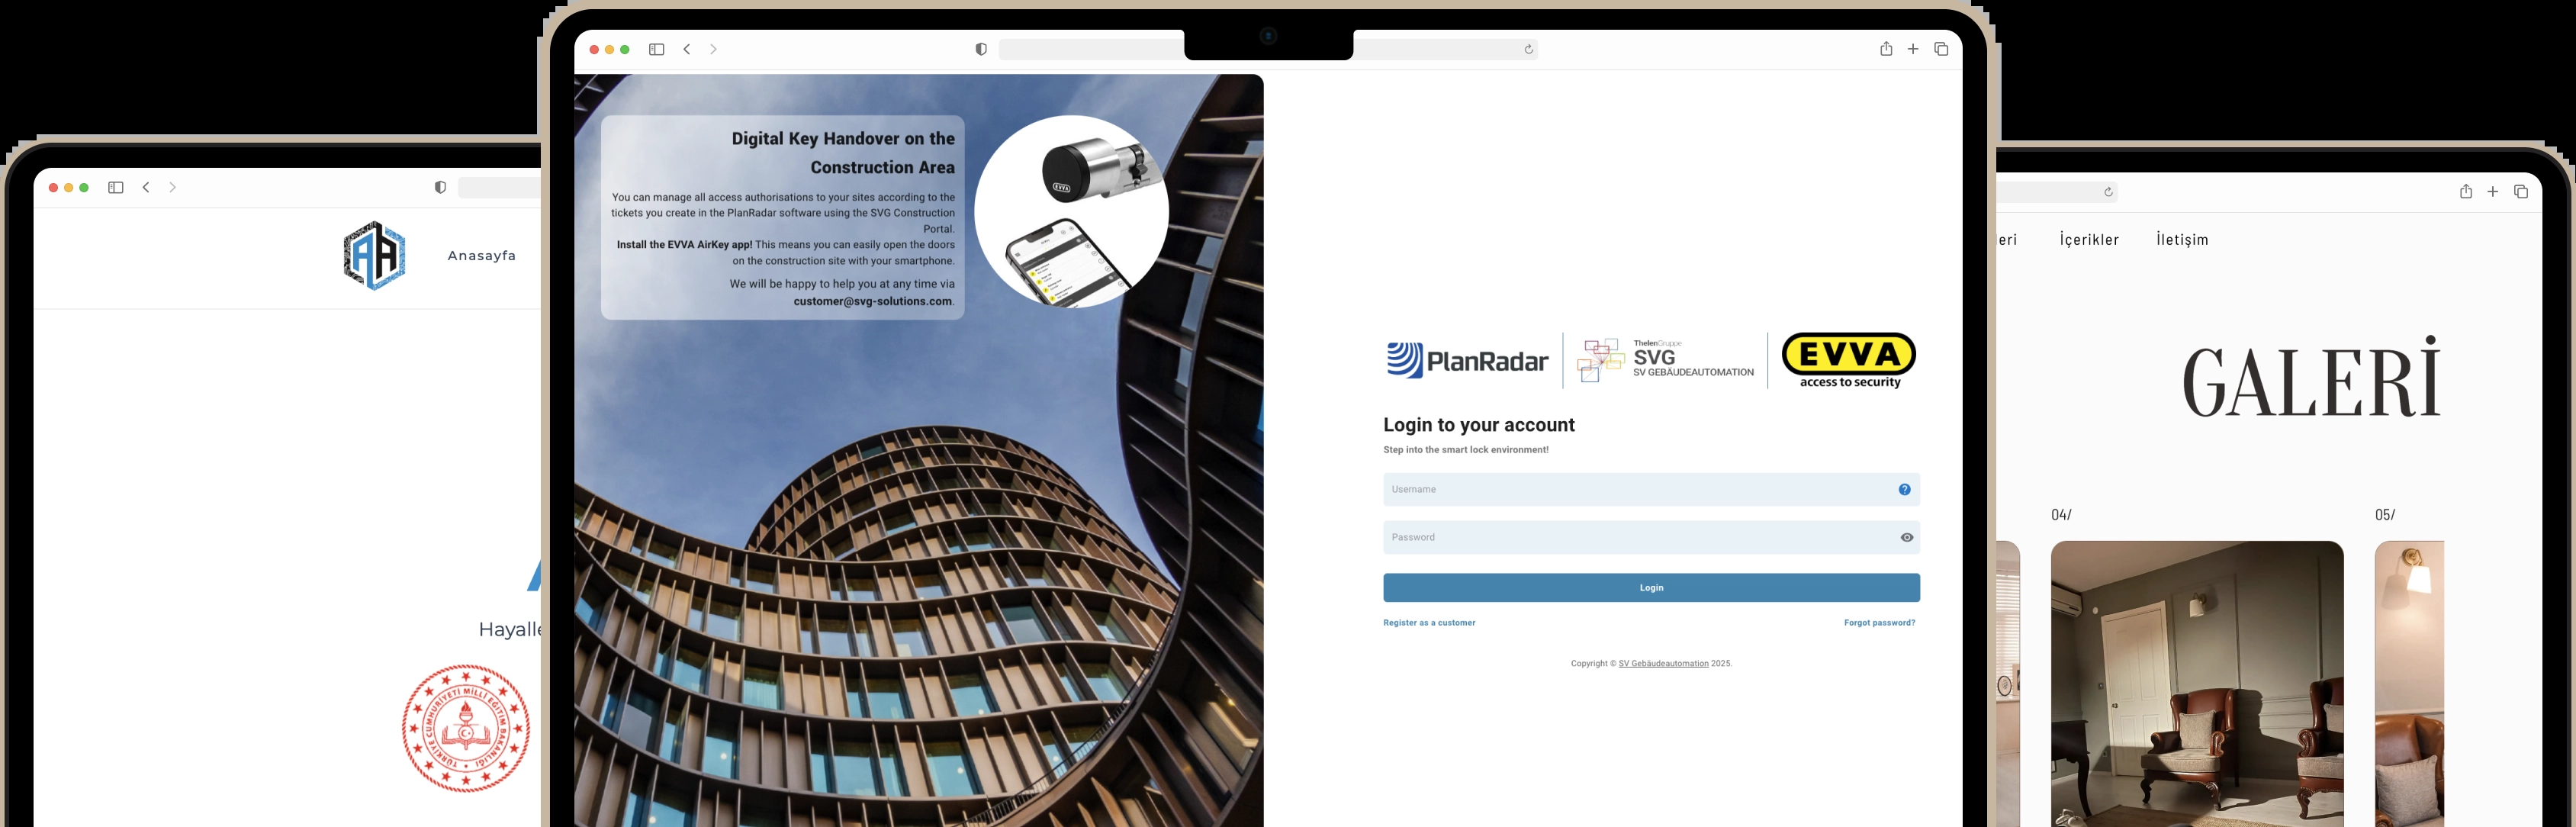 Anasayfa
Hayalle
TÜRKİYE CUMHURİYETİ MİLLÎ EĞİTİM BAKANLIĞI
Digital Key Handover on the
Construction Area
You can manage all access authorisations to your sites according to the
tickets you create in the PlanRadar software using the SVG Construction
Portal.
Install the EVVA AirKey app! This means you can easily open the doors
on the construction site with your smartphone.
We will be happy to help you at any time via
customer@svg-solutions.com.
EVVA
PlanRadar
ThelenGruppe
SVG
SV GEBÄUDEAUTOMATION
EVVA
access to security
Login to your account
Step into the smart lock environment!
Username
Password
Login
Register as a customer
Forgot password?
Copyright © SV Gebäudeautomation 2025.
leri
İçerikler
İletişim
GALERİ
04/
05/